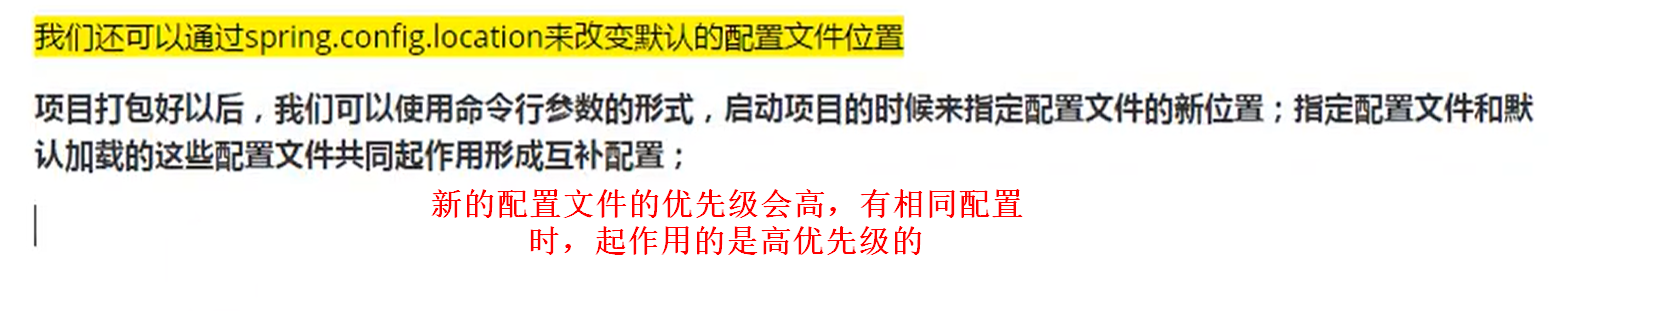 我们还可以通过spring.config.location来改变默认的配置文件位置
项目打包好以后，我们可以使用命令行参数的形式，启动项目的时候来指定配置文件的新位置；指定配置文件和默
认加载的这些配置文件共同起作用形成互补配置；
新的配置文件的优先级会高，有相同配置
时，起作用的是高优先级的